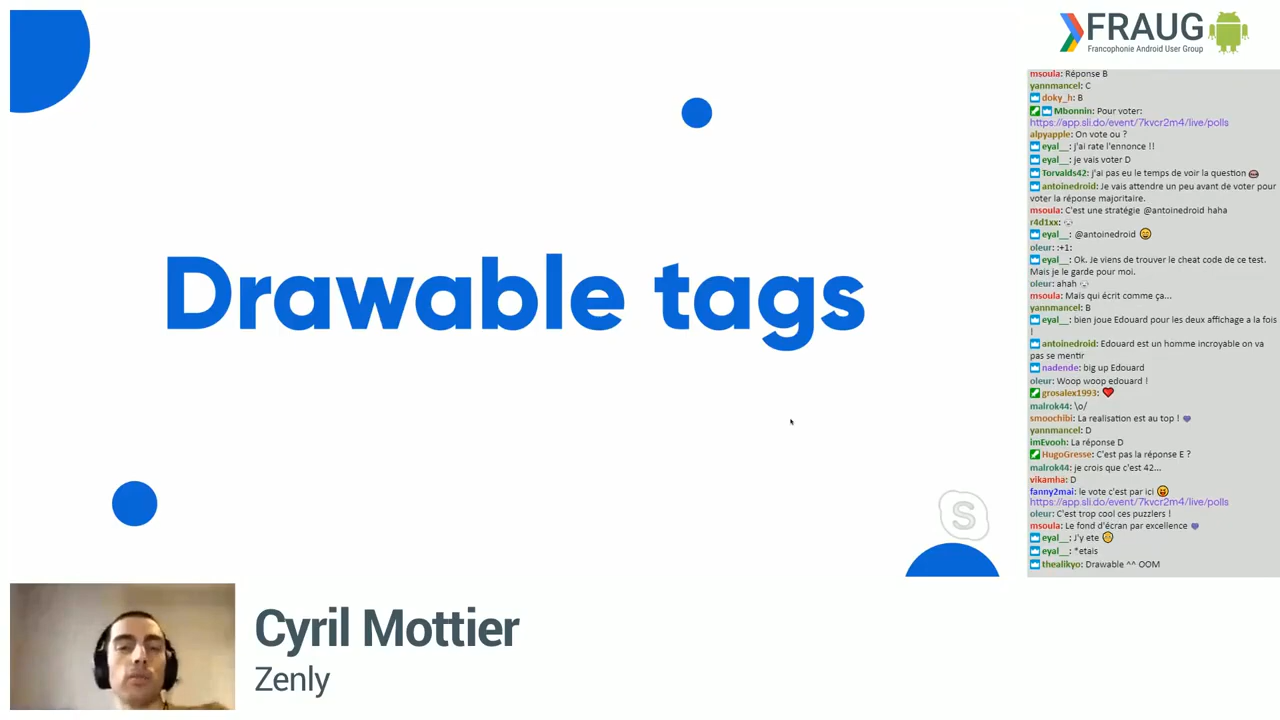 Drawable tags
S
Cyril Mottier
Zenly
FRAUG
Francophonie Android User Group
msoula: Réponse B
yannmancel: C
doky_h: B
Mbonnin: Pour voter:
https://app.sli.do/event/7kvcr2m4/live/polls
alpyapple: On vote ou ?
eyal__: j'ai rate l'ennonce !!
eyal__: je vais voter D
Torvalds42: j'ai pas eu le temps de voir la question
antoinedroid: Je vais attendre un peu avant de voter pour
voter la réponse majoritaire.
msoula: C'est une stratégie @antoinedroid haha
r4d1xx:
eyal__: @antoinedroid
oleur: :+1:
eyal__: Ok. Je viens de trouver le cheat code de ce test.
Mais je le garde pour moi.
oleur: ahah
msoula: Mais qui écrit comme ça...
yannmancel: B
eyal__: bien joue Edouard pour les deux affichage a la fois
!
antoinedroid: Edouard est un homme incroyable on va
pas se mentir
nadende: big up Edouard
oleur: Woop woop edouard !
grosalex1993:
malrok44: \o/
smoochibi: La realisation est au top !
yannmancel: D
imEvooh: La réponse D
HugoGresse: C'est pas la réponse E ?
malrok44: je crois que c'est 42...
vikamha: D
fanny2mai: le vote c'est par ici
https://app.sli.do/event/7kvcr2m4/live/polls
oleur: C'est trop cool ces puzzlers !
msoula: Le fond d'écran par excellence
eyal__: J'y ete
eyal__: *etais
thealikyo: Drawable ^^ OOM